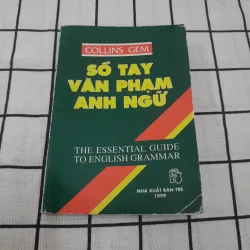 COLLINS GEM
SỔ TAY
VĂN PHẠM
ANH NGỮ
THE ESSENTIAL GUIDE
TO ENGLISH GRAMMAR
NHÀ XUẤT BẢN TRẺ
1999